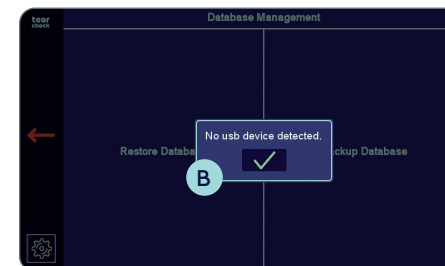 tear
check
Database Management
No usb device detected.
Restore Databa
ckup Database
B